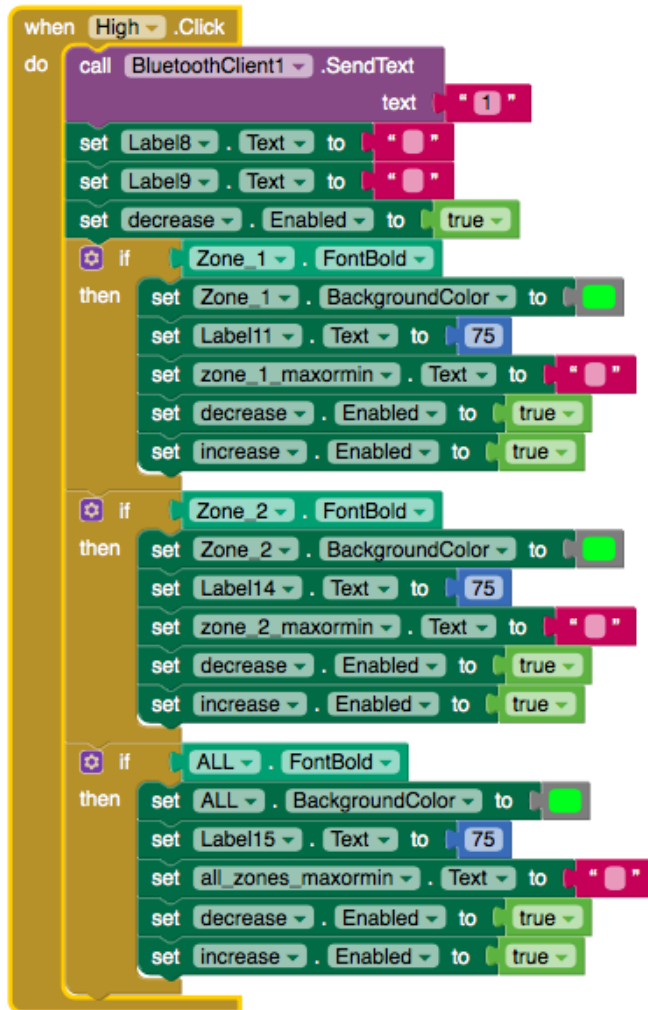 when High .Click
do call BluetoothClient1 .SendText
text " 1 "
set Label8 . Text to " "
set Label9 . Text to " "
set decrease . Enabled to true
if Zone_1 . FontBold
then set Zone_1 . BackgroundColor to
set Label11 . Text to 75
set zone_1_maxormin . Text to " "
set decrease . Enabled to true
set increase . Enabled to true
if Zone_2 . FontBold
then set Zone_2 . BackgroundColor to
set Label14 . Text to 75
set zone_2_maxormin . Text to " "
set decrease . Enabled to true
set increase . Enabled to true
if ALL . FontBold
then set ALL . BackgroundColor to
set Label15 . Text to 75
set all_zones_maxormin . Text to " "
set decrease . Enabled to true
set increase . Enabled to true